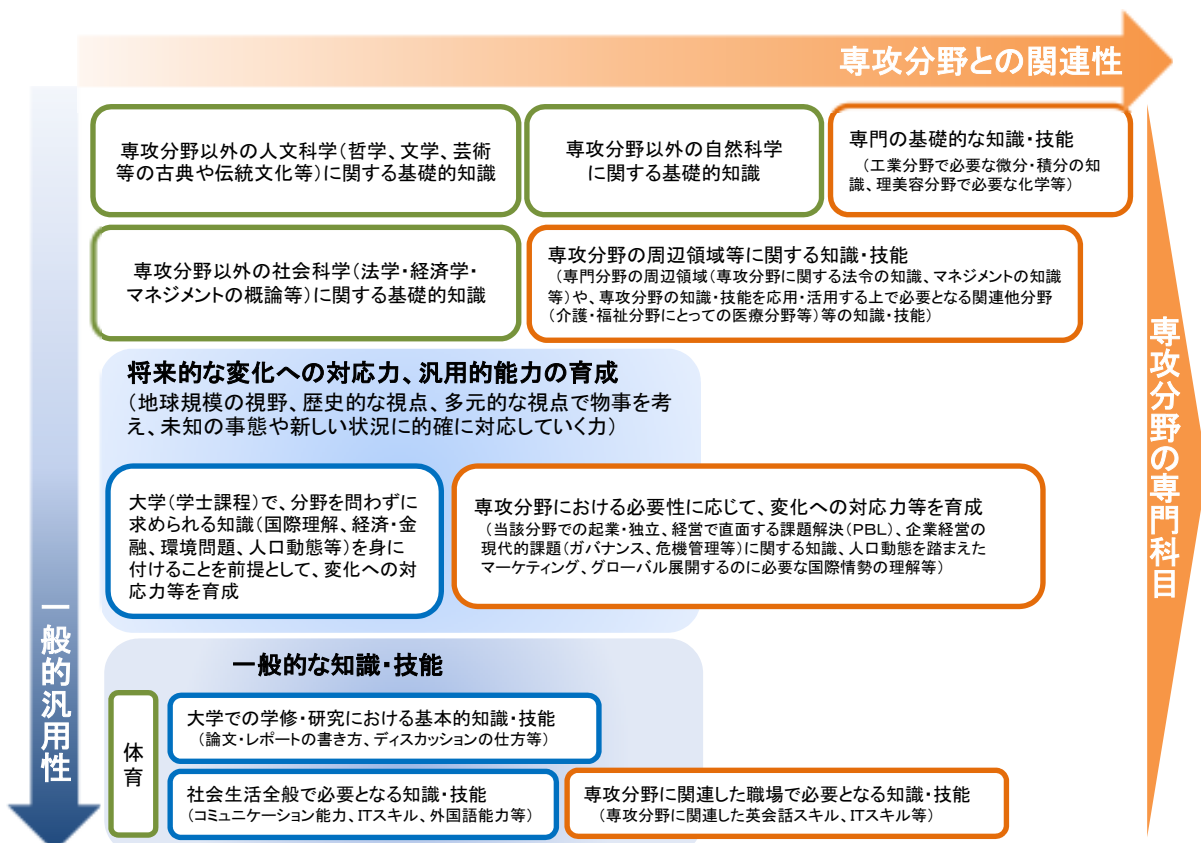 専攻分野との関連性
専攻分野以外の人文科学(哲学、文学、芸術
等の古典や伝統文化等)に関する基礎的知識
専攻分野以外の自然科学
に関する基礎的知識
専門の基礎的な知識・技能
(工業分野で必要な微分・積分の知
識、理美容分野で必要な化学等)
専攻分野以外の社会科学(法学・経済学・
マネジメントの概論等)に関する基礎的知識
専攻分野の周辺領域等に関する知識・技能
(専門分野の周辺領域(専攻分野に関する法令の知識、マネジメントの知識
等)や、専攻分野の知識・技能を応用・活用する上で必要となる関連他分野
(介護・福祉分野にとっての医療分野等)等の知識・技能)
将来的な変化への対応力、汎用的能力の育成
(地球規模の視野、歴史的な視点、多元的な視点で物事を考
え、未知の事態や新しい状況に的確に対応していく力)
大学(学士課程)で、分野を問わずに
求められる知識(国際理解、経済・金
融、環境問題、人口動態等)を身に
付けることを前提として、変化への対
応力等を育成
専攻分野における必要性に応じて、変化への対応力等を育成
(当該分野での起業・独立、経営で直面する課題解決(PBL)、企業経営の
現代的課題(ガバナンス、危機管理等)に関する知識、人口動態を踏まえた
マーケティング、グローバル展開するのに必要な国際情勢の理解等)
一般的な知識・技能
体育
大学での学修・研究における基本的知識・技能
(論文・レポートの書き方、ディスカッションの仕方等)
社会生活全般で必要となる知識・技能
(コミュニケーション能力、ITスキル、外国語能力等)
専攻分野に関連した職場で必要となる知識・技能
(専攻分野に関連した英会話スキル、ITスキル等)
一般的汎用性
専攻分野の専門科目